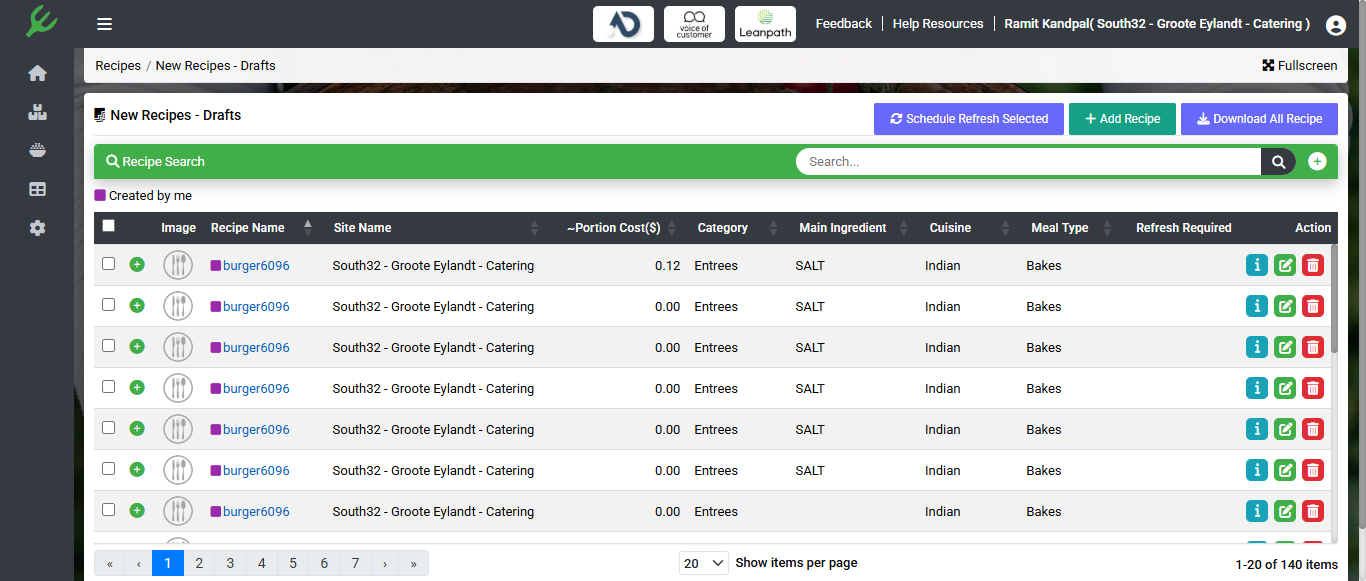 voice of customer
Leanpath
Feedback
Help Resources
Ramit Kandpal( South32 - Groote Eylandt - Catering )
Recipes / New Recipes - Drafts
Fullscreen
New Recipes - Drafts
Schedule Refresh Selected
+ Add Recipe
Download All Recipe
Recipe Search
Search...
Created by me
Image Recipe Name Site Name ~Portion Cost($) Category Main Ingredient Cuisine Meal Type Refresh Required Action
burger6096 South32 - Groote Eylandt - Catering 0.12 Entrees SALT Indian Bakes
burger6096 South32 - Groote Eylandt - Catering 0.00 Entrees SALT Indian Bakes
burger6096 South32 - Groote Eylandt - Catering 0.00 Entrees SALT Indian Bakes
burger6096 South32 - Groote Eylandt - Catering 0.00 Entrees SALT Indian Bakes
burger6096 South32 - Groote Eylandt - Catering 0.00 Entrees SALT Indian Bakes
burger6096 South32 - Groote Eylandt - Catering 0.00 Entrees SALT Indian Bakes
burger6096 South32 - Groote Eylandt - Catering 0.00 Entrees Indian Bakes
« ‹ 1 2 3 4 5 6 7 › »
20 Show items per page
1-20 of 140 items